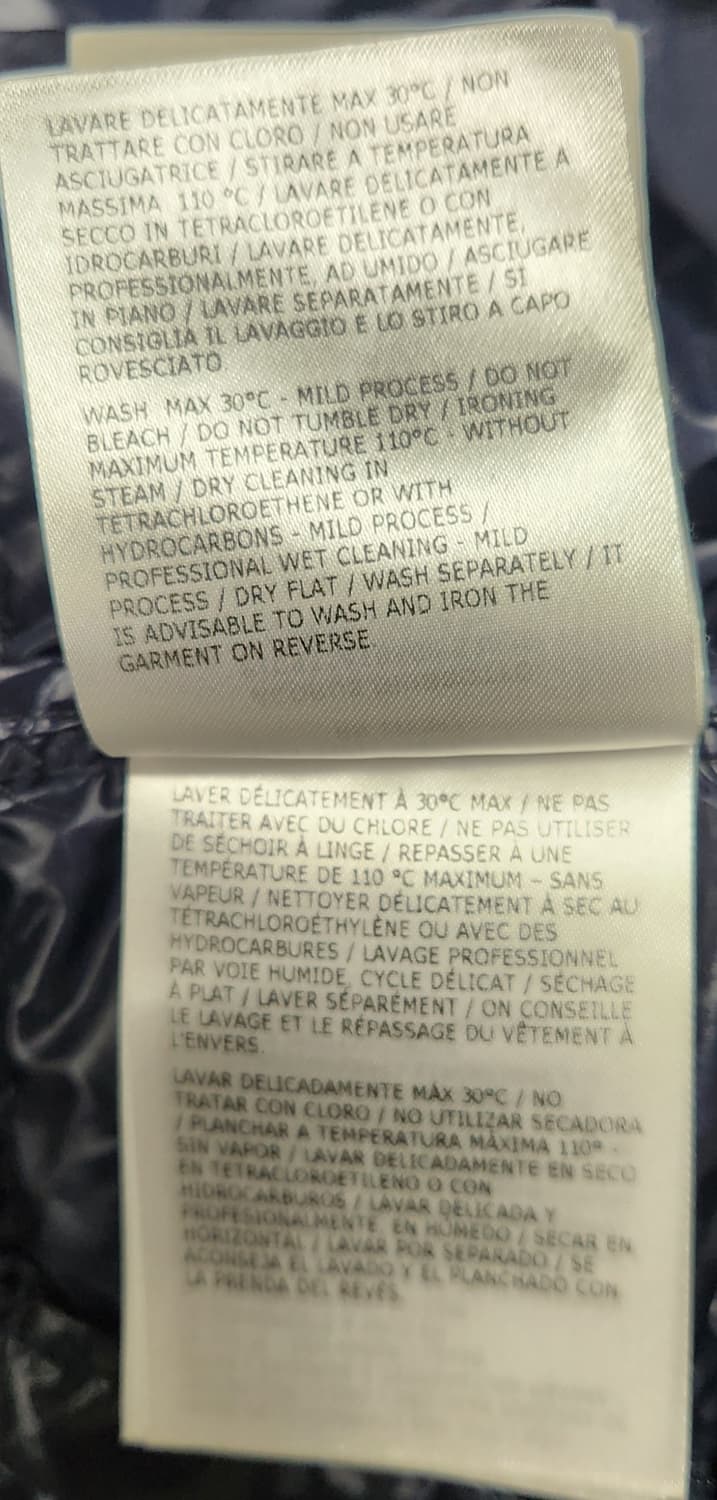 LAVARE DELICATAMENTE MAX 30°C / NON
TRATTARE CON CLORO / NON USARE
ASCIUGATRICE / STIRARE A TEMPERATURA
MASSIMA 110 °C / LAVARE DELICATAMENTE A
SECCO IN TETRACLOROETILENE O CON
IDROCARBURI / LAVARE DELICATAMENTE,
PROFESSIONALMENTE, AD UMIDO / ASCIUGARE
IN PIANO / LAVARE SEPARATAMENTE / SI
CONSIGLIA IL LAVAGGIO E LO STIRO A CAPO
ROVESCIATO.
WASH MAX 30°C - MILD PROCESS / DO NOT
BLEACH / DO NOT TUMBLE DRY / IRONING
MAXIMUM TEMPERATURE 110°C - WITHOUT
STEAM / DRY CLEANING IN
TETRACHLOROETHENE OR WITH
HYDROCARBONS - MILD PROCESS /
PROFESSIONAL WET CLEANING - MILD
PROCESS / DRY FLAT / WASH SEPARATELY / IT
IS ADVISABLE TO WASH AND IRON THE
GARMENT ON REVERSE
LAVER DÉLICATEMENT À 30°C MAX / NE PAS
TRAITER AVEC DU CHLORE / NE PAS UTILISER
DE SÉCHOIR À LINGE / REPASSER À UNE
TEMPÉRATURE DE 110 °C MAXIMUM – SANS
VAPEUR / NETTOYER DÉLICATEMENT À SEC AU
TÉTRACHLOROÉTHYLÈNE OU AVEC DES
HYDROCARBURES / LAVAGE PROFESSIONNEL
PAR VOIE HUMIDE, CYCLE DÉLICAT / SÉCHAGE
À PLAT / LAVER SÉPARÉMENT / ON CONSEILLE
LE LAVAGE ET LE RÉPASSAGE DU VÊTEMENT À
L'ENVERS.
LAVAR DELICADAMENTE MÁX 30°C / NO
TRATAR CON CLORO / NO UTILIZAR SECADORA
/ PLANCHAR A TEMPERATURA MÁXIMA 110° -
SIN VAPOR / LAVAR DELICADAMENTE EN SECO
EN TETRACLOROETILENO O CON
HIDROCARBUROS / LAVAR DELICADA Y
PROFESIONALMENTE, EN HÚMEDO / SECAR EN
HORIZONTAL / LAVAR POR SEPARADO / SE
ACONSEJA EL LAVADO Y EL PLANCHADO CON
LA PRENDA DEL REVÉS.